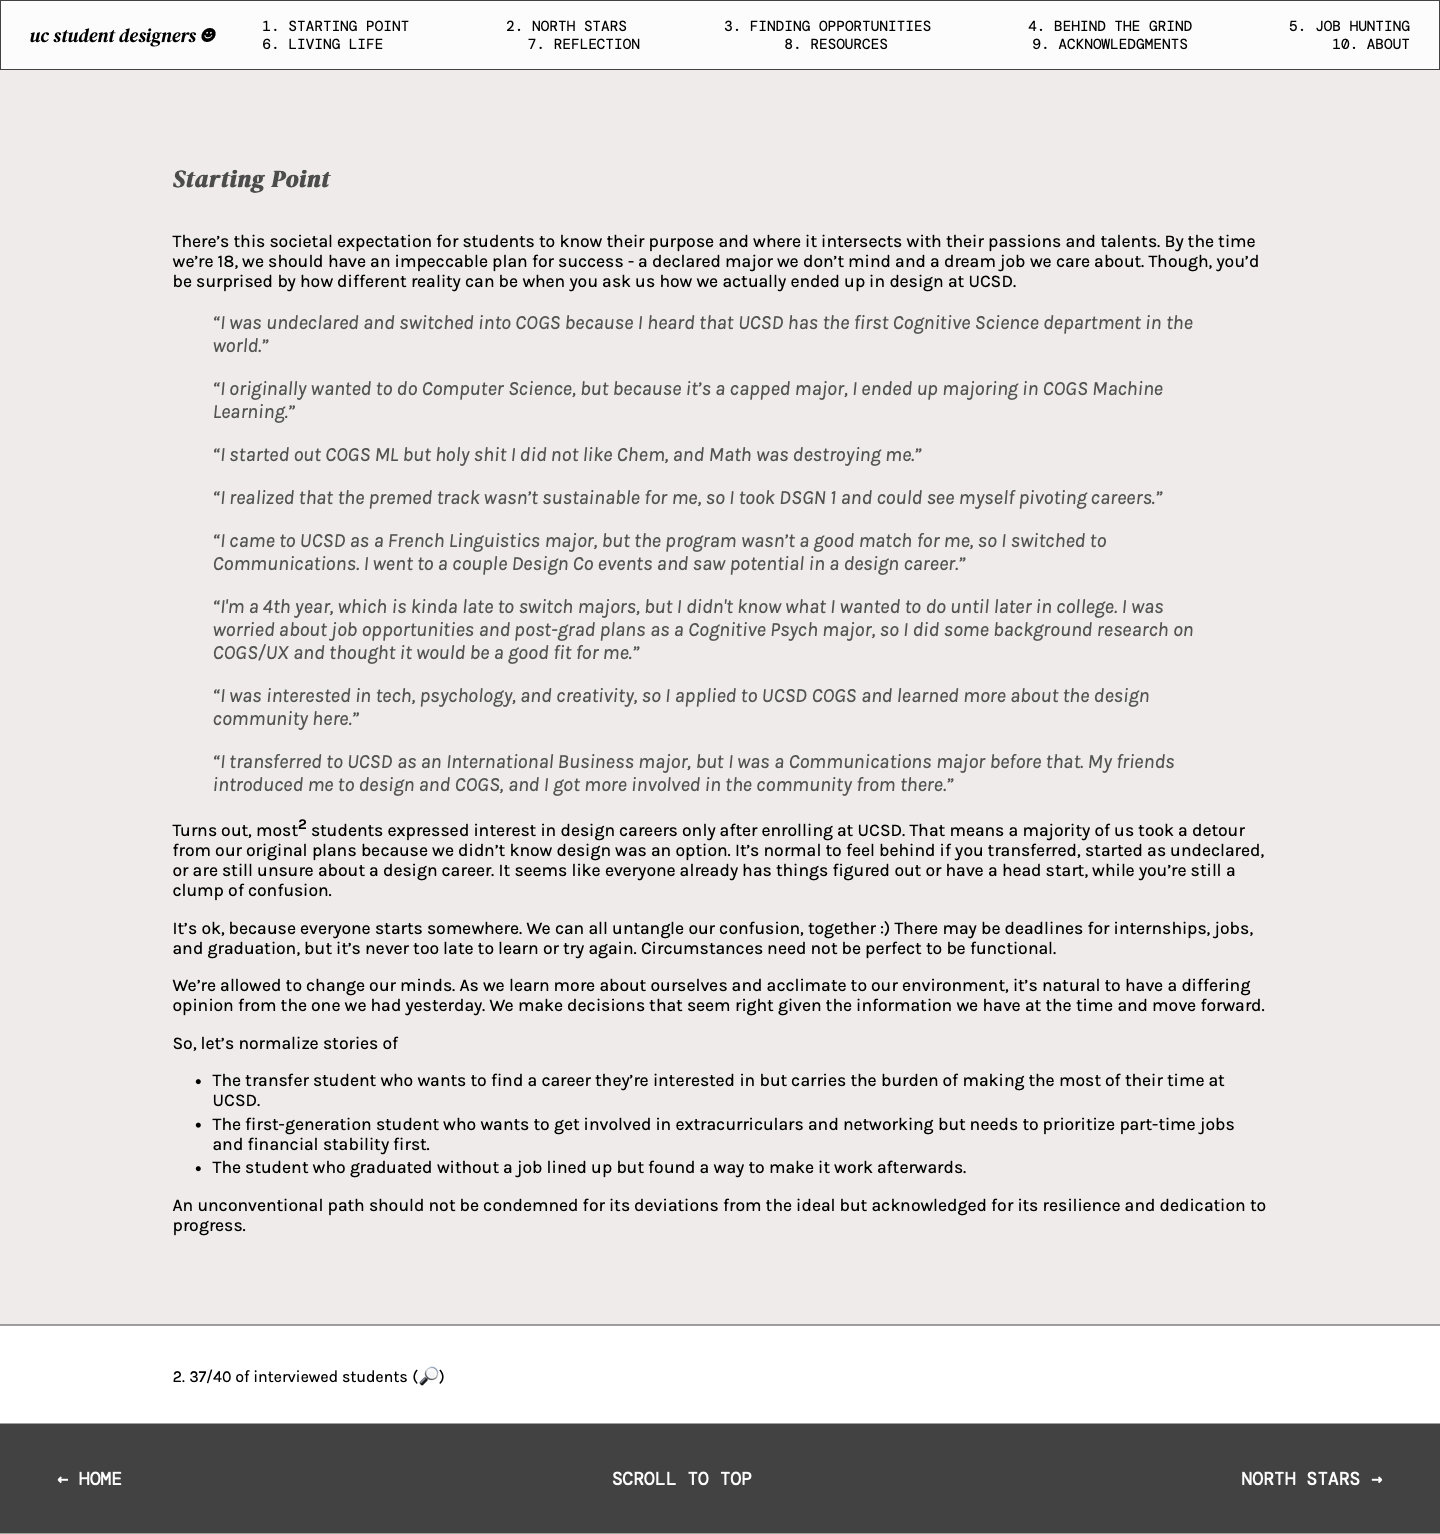 uc student designers ☻
1. STARTING POINT 2. NORTH STARS 3. FINDING OPPORTUNITIES 4. BEHIND THE GRIND 5. JOB HUNTING
6. LIVING LIFE 7. REFLECTION 8. RESOURCES 9. ACKNOWLEDGMENTS 10. ABOUT
Starting Point
There’s this societal expectation for students to know their purpose and where it intersects with their passions and talents. By the time
we’re 18, we should have an impeccable plan for success - a declared major we don’t mind and a dream job we care about. Though, you’d
be surprised by how different reality can be when you ask us how we actually ended up in design at UCSD.
“I was undeclared and switched into COGS because I heard that UCSD has the first Cognitive Science department in the
world.”
“I originally wanted to do Computer Science, but because it’s a capped major, I ended up majoring in COGS Machine
Learning.”
“I started out COGS ML but holy shit I did not like Chem, and Math was destroying me.”
“I realized that the premed track wasn’t sustainable for me, so I took DSGN 1 and could see myself pivoting careers.”
“I came to UCSD as a French Linguistics major, but the program wasn’t a good match for me, so I switched to
Communications. I went to a couple Design Co events and saw potential in a design career.”
“I'm a 4th year, which is kinda late to switch majors, but I didn't know what I wanted to do until later in college. I was
worried about job opportunities and post-grad plans as a Cognitive Psych major, so I did some background research on
COGS/UX and thought it would be a good fit for me.”
“I was interested in tech, psychology, and creativity, so I applied to UCSD COGS and learned more about the design
community here.”
“I transferred to UCSD as an International Business major, but I was a Communications major before that. My friends
introduced me to design and COGS, and I got more involved in the community from there.”
Turns out, most² students expressed interest in design careers only after enrolling at UCSD. That means a majority of us took a detour
from our original plans because we didn’t know design was an option. It’s normal to feel behind if you transferred, started as undeclared,
or are still unsure about a design career. It seems like everyone already has things figured out or have a head start, while you’re still a
clump of confusion.
It’s ok, because everyone starts somewhere. We can all untangle our confusion, together :) There may be deadlines for internships, jobs,
and graduation, but it’s never too late to learn or try again. Circumstances need not be perfect to be functional.
We’re allowed to change our minds. As we learn more about ourselves and acclimate to our environment, it’s natural to have a differing
opinion from the one we had yesterday. We make decisions that seem right given the information we have at the time and move forward.
So, let’s normalize stories of
• The transfer student who wants to find a career they’re interested in but carries the burden of making the most of their time at
UCSD.
• The first-generation student who wants to get involved in extracurriculars and networking but needs to prioritize part-time jobs
and financial stability first.
• The student who graduated without a job lined up but found a way to make it work afterwards.
An unconventional path should not be condemned for its deviations from the ideal but acknowledged for its resilience and dedication to
progress.
2. 37/40 of interviewed students (🔎)
← HOME SCROLL TO TOP NORTH STARS →